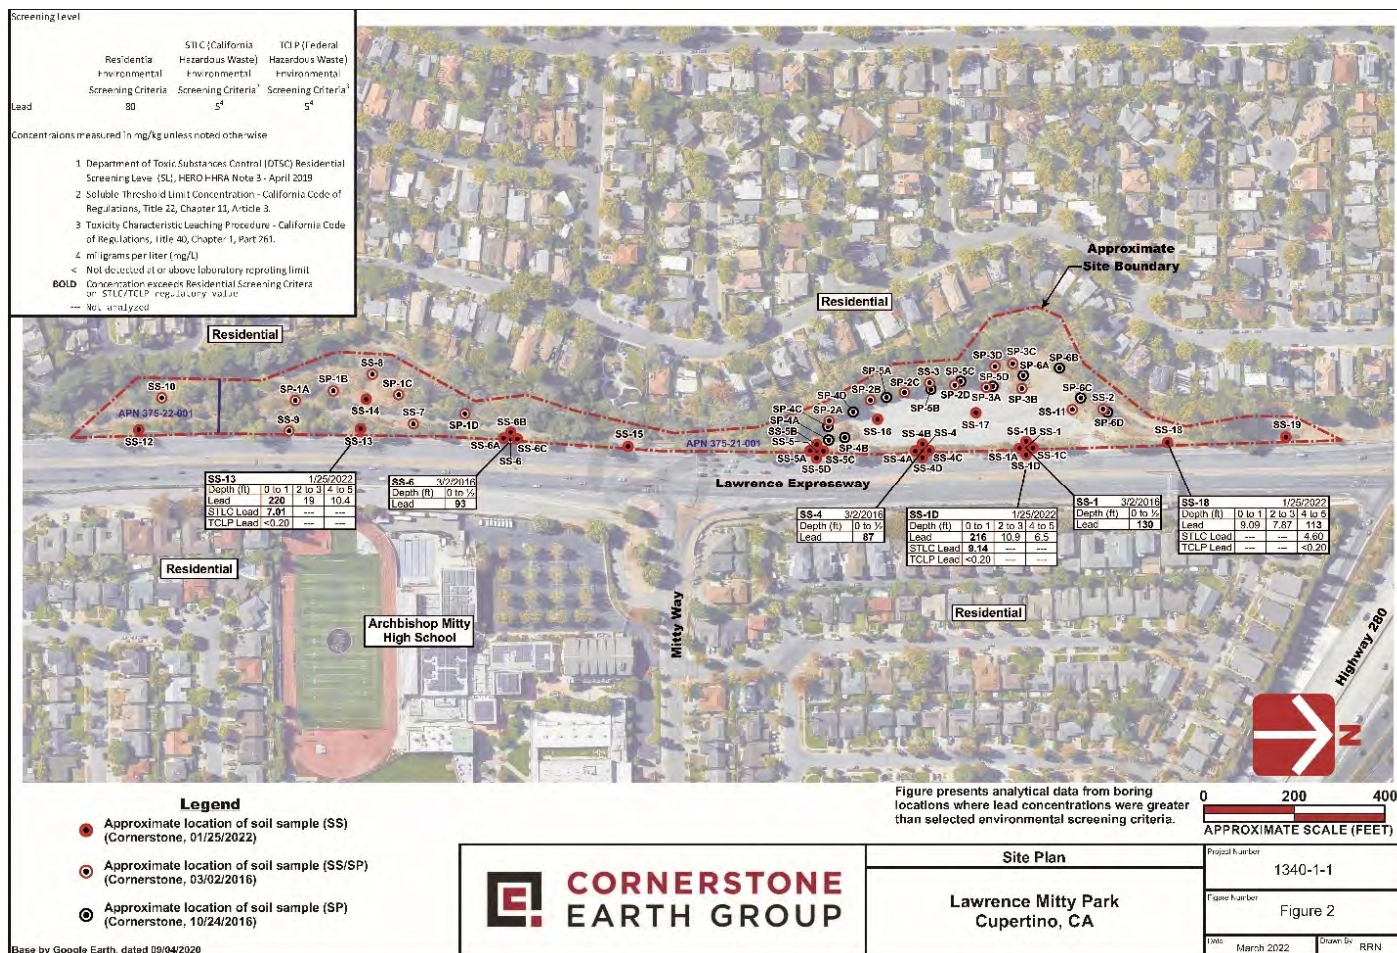 Screening Level
STLC (California TCLP (Federal
Residentia Hazardous Waste) Hazardous Waste)
Environmental Environmental Environmental
Screening Criteria Screening Criteria² Screening Criteria³
Lead 80 5⁴ 5⁴
Concentraions measured in mg/kg unless noted otherwise
1 Department of Toxic Substances Control (DTSC) Residential
Screening Level (SL), HERO HHRA Note 3 - April 2019
2 Soluble Threshold Limit Concentration - California Code of
Regulations, Title 22, Chapter 11, Article 3.
3 Toxicity Characteristic Leaching Procedure - California Code
of Regulations, Title 40, Chapter 1, Part 261.
4 miligrams per liter (mg/L)
< Not detected at or above laboratory reproting limit
BOLD Concentation exceeds Residential Screening Critera
or STLC/TCLP regulatory value
--- Not analyzed
Approximate
Site Boundary
Residential
Residential
SS-10
APN 375-22-001
SS-12
SP-1A
SP-1B
SS-8
SP-1C
SS-14
SS-7
SS-9
SS-13
SP-1D
SS-6B
SS-6A
SS-6C
SS-6
SS-15
APN 375-21-001
SP-5A
SP-4D
SP-2B
SP-2C
SS-3
SP-5C
SP-3D
SP-3C
SP-6B
SP-6A
SP-5D
SP-2D
SP-5B
SP-3A
SP-3B
SP-6C
SS-2
SS-11
SP-6D
SP-4C
SP-2A
SP-4A
SS-5B
SS-5
SP-4B
SS-16
SS-17
SS-4B
SS-4
SS-1B
SS-1
SS-18
SS-19
SS-5A
SS-5C
SS-5D
SS-4A
SS-4C
SS-4D
SS-1A
SS-1C
SS-1D
Lawrence Expressway
SS-13 1/25/2022
Depth (ft) 0 to 1 2 to 3 4 to 5
Lead 220 19 10.4
STLC Lead 7.01 --- ---
TCLP Lead <0.20 --- ---
SS-6 3/2/2016
Depth (ft) 0 to ½
Lead 93
SS-4 3/2/2016
Depth (ft) 0 to ½
Lead 87
SS-1D 1/25/2022
Depth (ft) 0 to 1 2 to 3 4 to 5
Lead 216 10.9 6.5
STLC Lead 9.14 --- ---
TCLP Lead <0.20 --- ---
SS-1 3/2/2016
Depth (ft) 0 to ½
Lead 130
SS-18 1/25/2022
Depth (ft) 0 to 1 2 to 3 4 to 5
Lead 9.09 7.87 113
STLC Lead --- --- 4.60
TCLP Lead --- --- <0.20
Residential
Archbishop Mitty
High School
Mitty Way
Residential
Highway 280
N
Legend
Approximate location of soil sample (SS)
(Cornerstone, 01/25/2022)
Approximate location of soil sample (SS/SP)
(Cornerstone, 03/02/2016)
Approximate location of soil sample (SP)
(Cornerstone, 10/24/2016)
Base by Google Earth, dated 09/04/2020
Figure presents analytical data from boring
locations where lead concentrations were greater
than selected environmental screening criteria.
0 200 400
APPROXIMATE SCALE (FEET)
CORNERSTONE
EARTH GROUP
Site Plan
Lawrence Mitty Park
Cupertino, CA
Project Number
1340-1-1
Figure Number
Figure 2
Date
March 2022
Drawn By
RRN